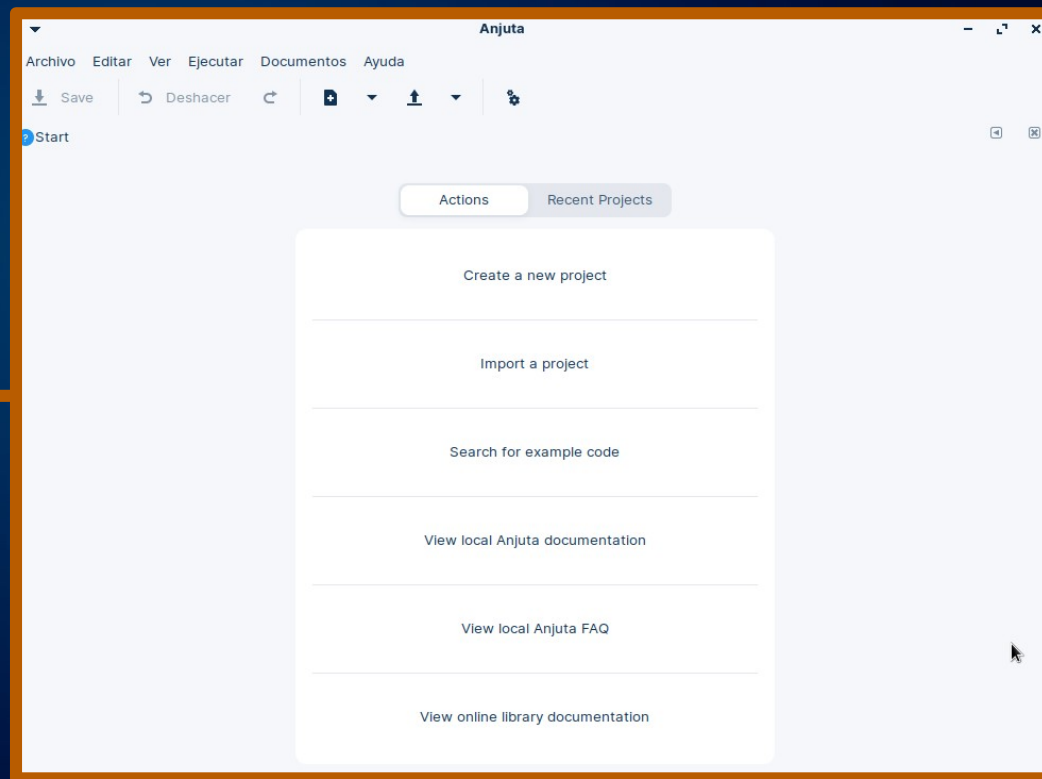 Anjuta
Archivo Editar Ver Ejecutar Documentos Ayuda
Save Deshacer
? Start
Actions Recent Projects
Create a new project
Import a project
Search for example code
View local Anjuta documentation
View local Anjuta FAQ
View online library documentation